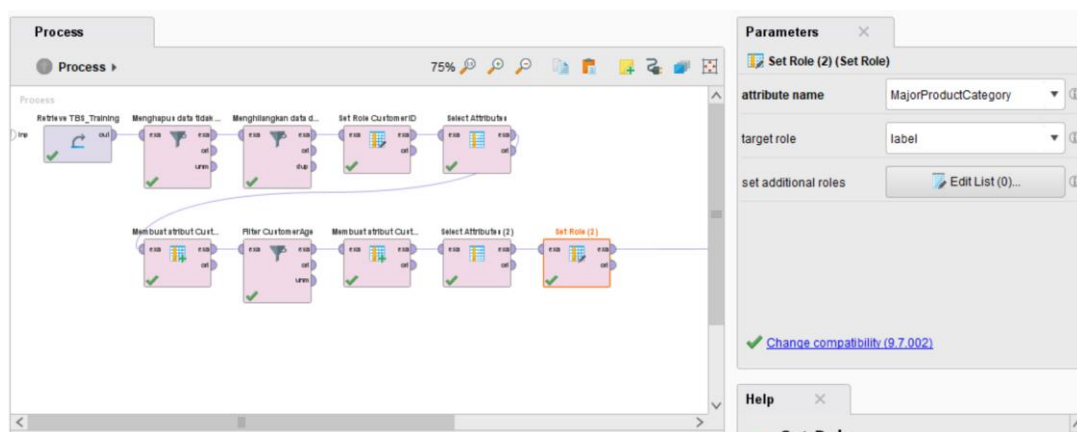 Process
Process
75%
Process
Retrieve TBS_Training
Menghapus data tidak ...
Menghilangkan data d...
Set Role CustomerID
Select Attributes
inp
out
exa
exa
ori
unm
exa
exa
ori
dup
exa
exa
ori
exa
exa
ori
Membuat atribut Cust...
Filter CustomerAge
Membuat atribut Cust...
Select Attributes (2)
Set Role (2)
exa
exa
ori
exa
exa
ori
unm
exa
exa
ori
exa
exa
ori
exa
exa
ori
Parameters
Set Role (2) (Set Role)
attribute name
MajorProductCategory
target role
label
set additional roles
Edit List (0)...
Change compatibility (9.7.002)
Help